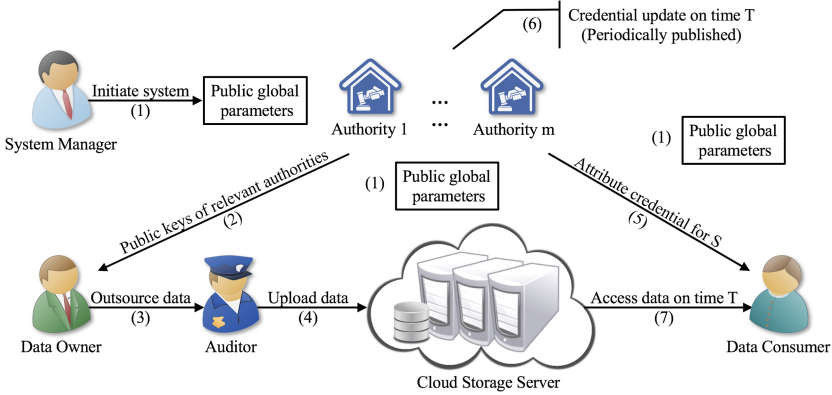 (6)
Credential update on time T
(Periodically published)
Initiate system
(1)
Public global
parameters
System Manager
Authority 1
...
...
Authority m
(1)
Public global
parameters
(1)
Public global
parameters
Public keys of relevant authorities
(2)
Attribute credential for S
(5)
Outsource data
(3)
Upload data
(4)
Access data on time T
(7)
Data Owner
Auditor
Cloud Storage Server
Data Consumer